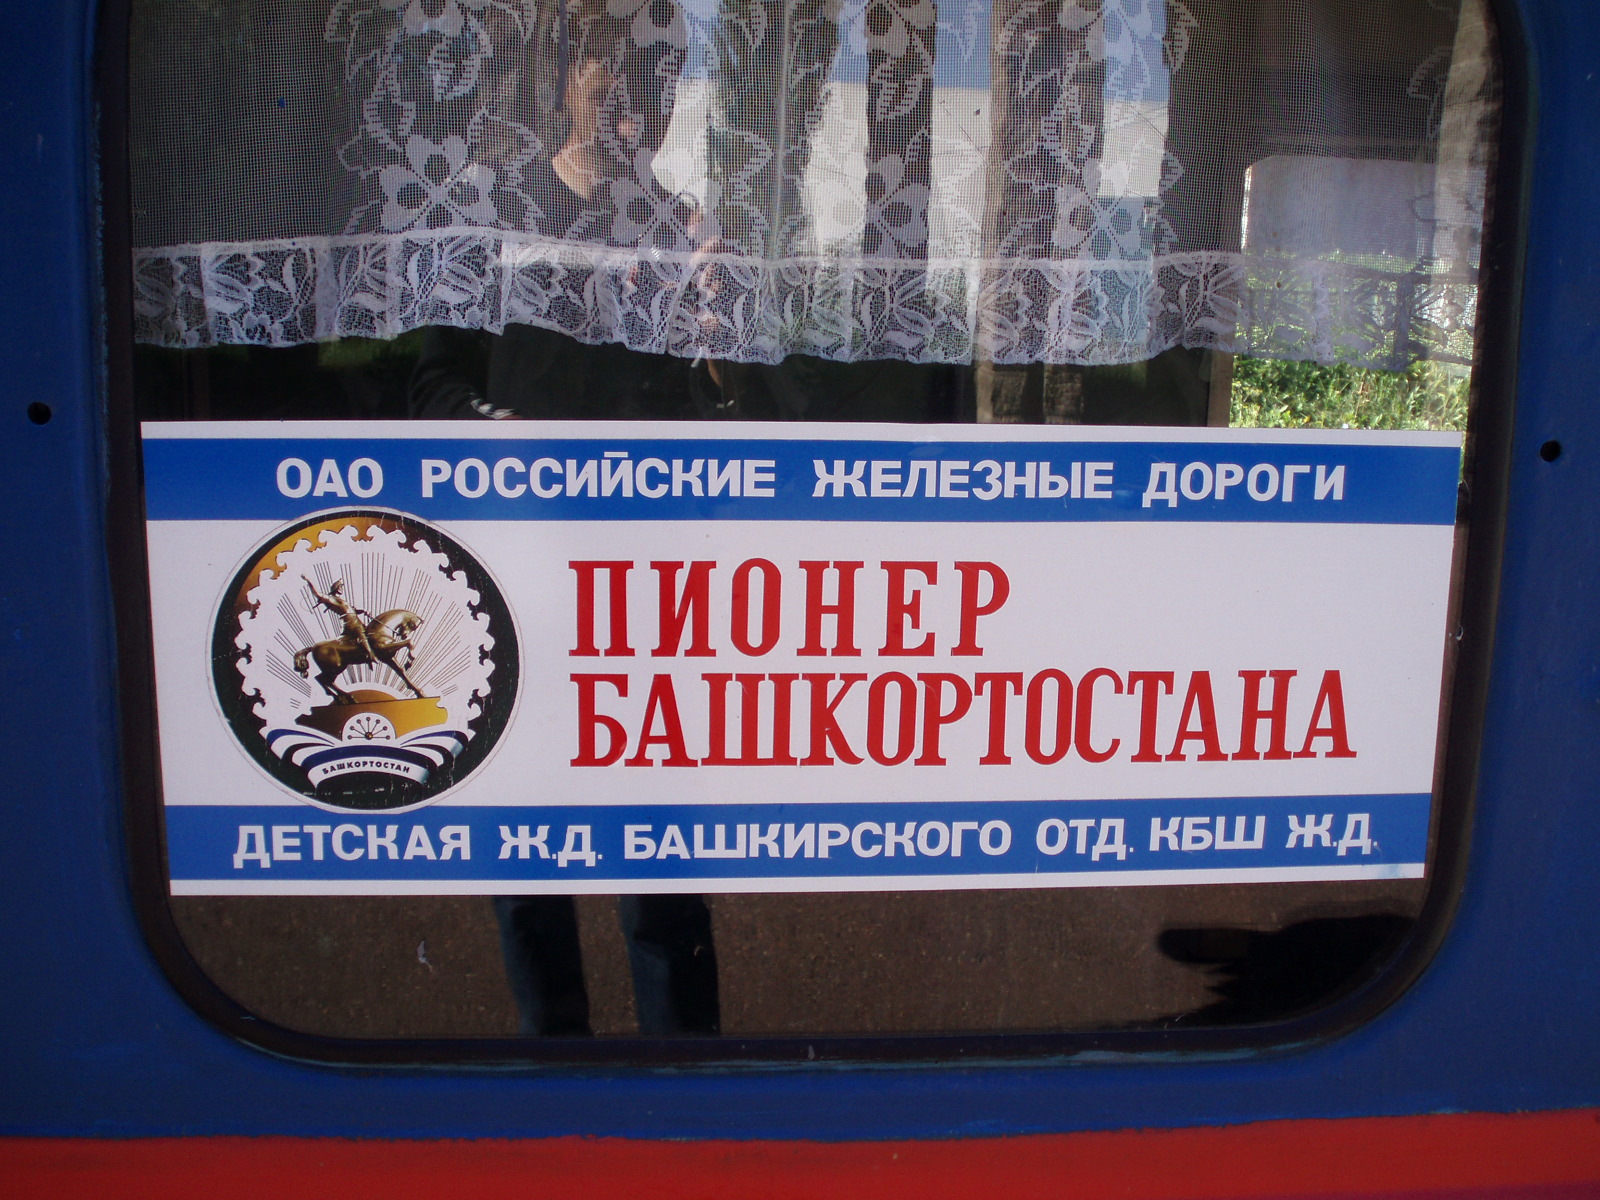 ОАО РОССИЙСКИЕ ЖЕЛЕЗНЫЕ ДОРОГИ
ПИОНЕР
БАШКОРТОСТАНА
БАШКОРТОСТАН
ДЕТСКАЯ Ж.Д. БАШКИРСКОГО ОТД. КБШ Ж.Д.